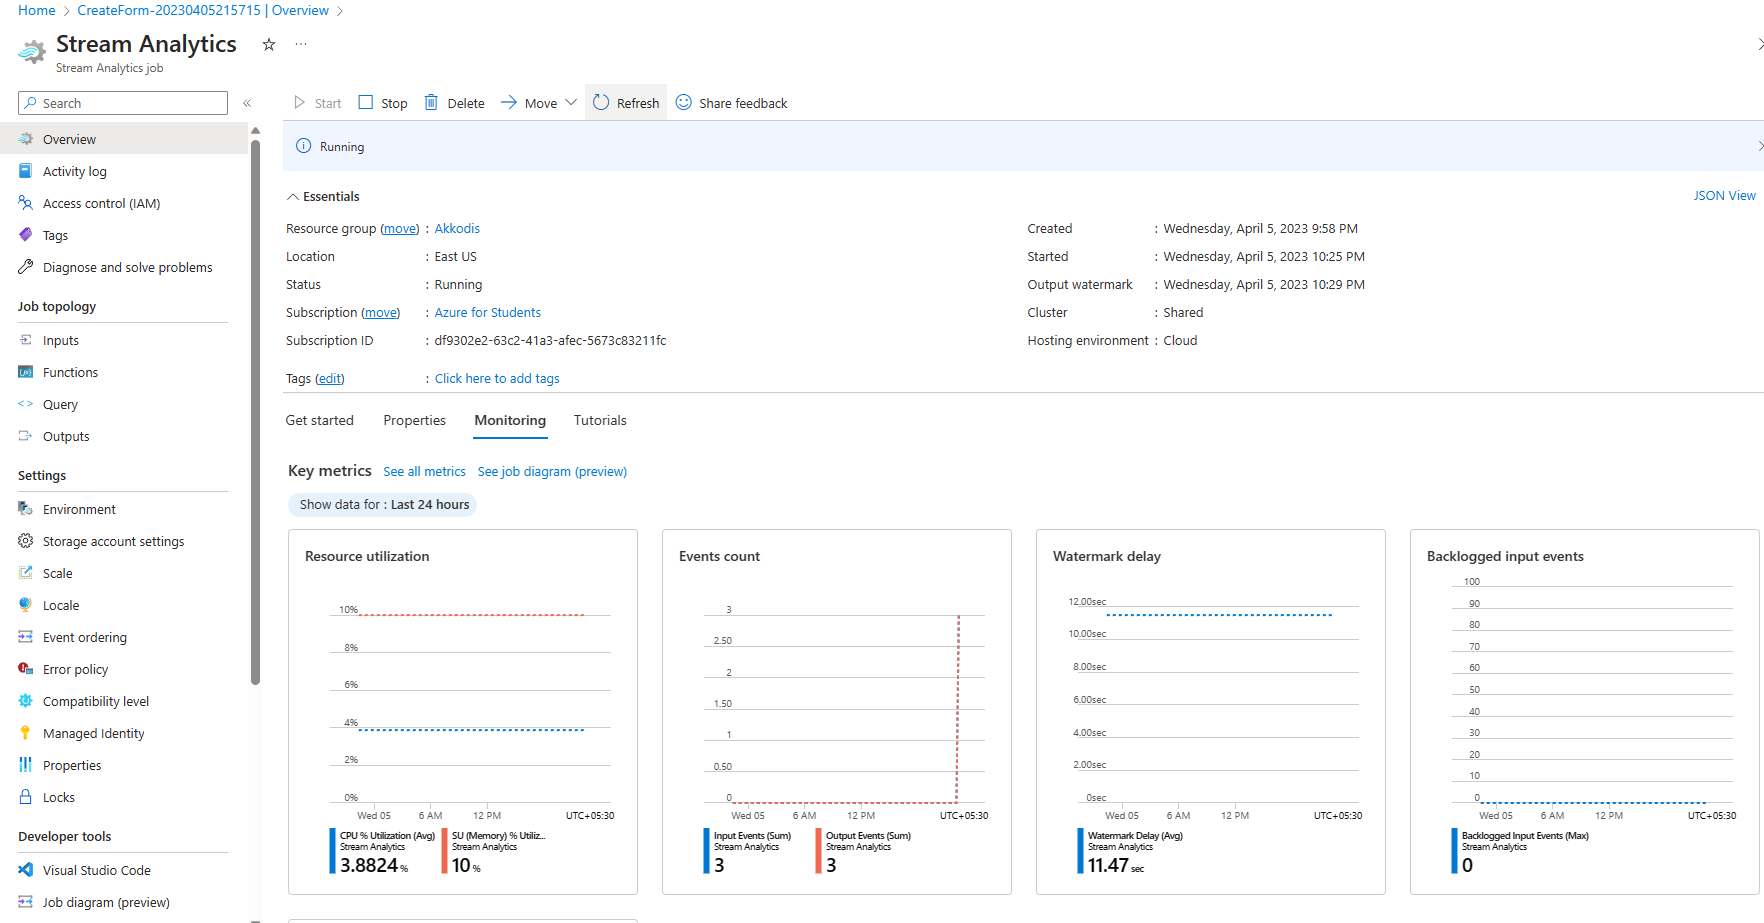 Home > CreateForm-20230405215715 | Overview >
Stream Analytics
Stream Analytics job
Search
Start Stop Delete Move Refresh Share feedback
Running
Overview
Activity log
Access control (IAM)
Tags
Diagnose and solve problems
Job topology
Inputs
Functions
Query
Outputs
Settings
Environment
Storage account settings
Scale
Locale
Event ordering
Error policy
Compatibility level
Managed Identity
Properties
Locks
Developer tools
Visual Studio Code
Job diagram (preview)
Essentials
JSON View
Resource group (move) : Akkodis
Location : East US
Status : Running
Subscription (move) : Azure for Students
Subscription ID : df9302e2-63c2-41a3-afec-5673c83211fc
Tags (edit) : Click here to add tags
Created : Wednesday, April 5, 2023 9:58 PM
Started : Wednesday, April 5, 2023 10:25 PM
Output watermark : Wednesday, April 5, 2023 10:29 PM
Cluster : Shared
Hosting environment : Cloud
Get started Properties Monitoring Tutorials
Key metrics See all metrics See job diagram (preview)
Show data for : Last 24 hours
Resource utilization
10%
8%
6%
4%
2%
0%
Wed 05 6 AM 12 PM UTC+05:30
CPU % Utilization (Avg) SU (Memory) % Utiliz...
Stream Analytics Stream Analytics
3.8824 % 10 %
Events count
3
2.50
2
1.50
1
0.50
0
Wed 05 6 AM 12 PM UTC+05:30
Input Events (Sum) Output Events (Sum)
Stream Analytics Stream Analytics
3 3
Watermark delay
12.00sec
10.00sec
8.00sec
6.00sec
4.00sec
2.00sec
0sec
Wed 05 6 AM 12 PM UTC+05:30
Watermark Delay (Avg)
Stream Analytics
11.47 sec
Backlogged input events
100
90
80
70
60
50
40
30
20
10
0
Wed 05 6 AM 12 PM UTC+05:30
Backlogged Input Events (Max)
Stream Analytics
0